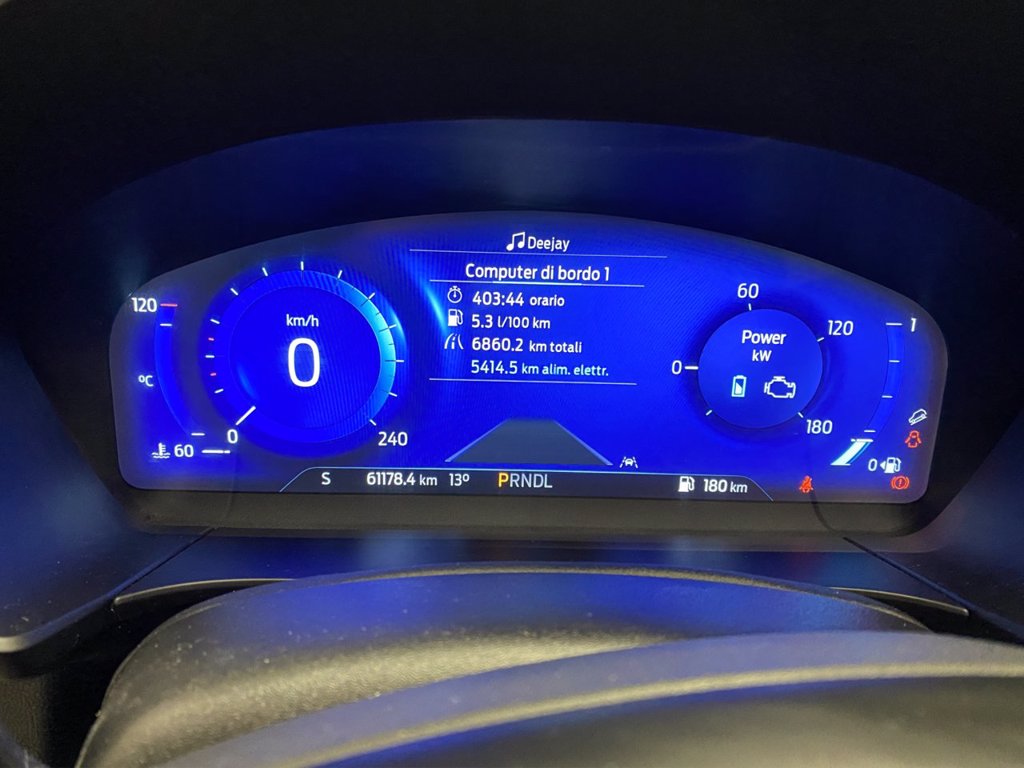 Deejay
Computer di bordo 1
403:44 orario
5.3 l/100 km
6860.2 km totali
5414.5 km alim. elettr.
120
°C
60
km/h
0
0
240
Power
kW
0
60
120
180
1
0
S 61178.4 km 13° PRNDL 180 km